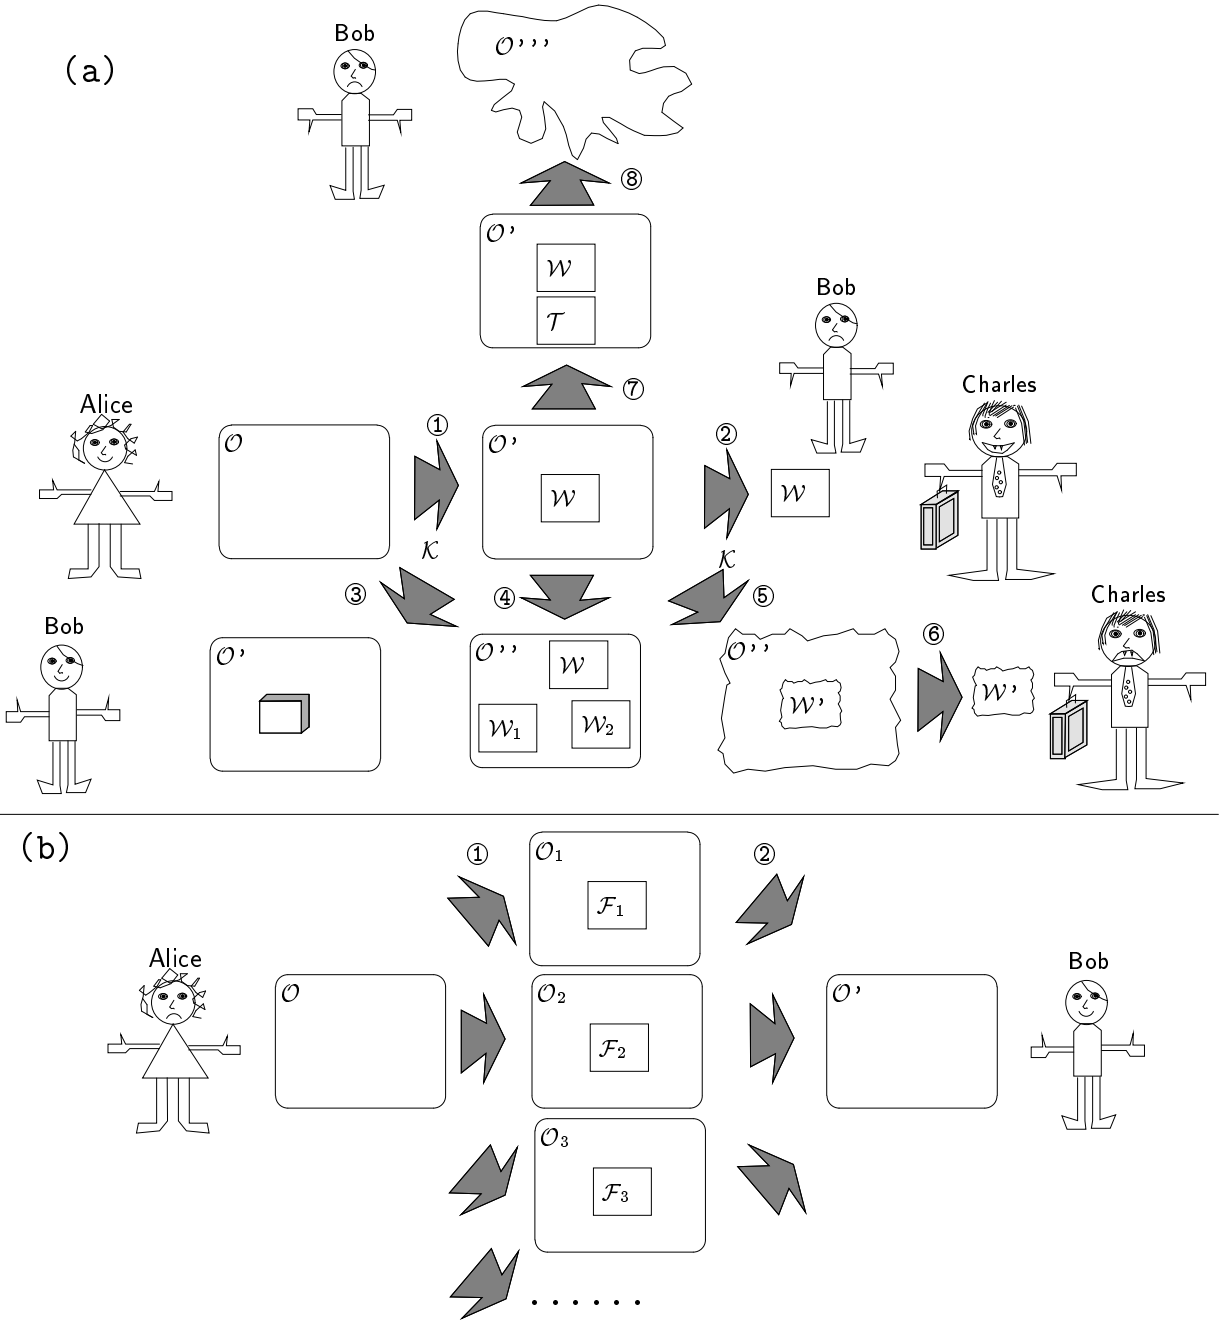 (a)
Bob
𝒪'''
⑧
𝒪'
𝒲
𝒯
Bob
⑦
Charles
Alice
①
②
𝒪
𝒪'
𝒲
𝒲
𝒦
𝒦
③
④
⑤
Charles
Bob
⑥
𝒪'
𝒪''
𝒲
𝒪''
𝒲₁
𝒲₂
𝒲'
𝒲'
(b)
①
𝒪₁
②
ℱ₁
Alice
Bob
𝒪
𝒪₂
𝒪'
ℱ₂
𝒪₃
ℱ₃
. . . . . .